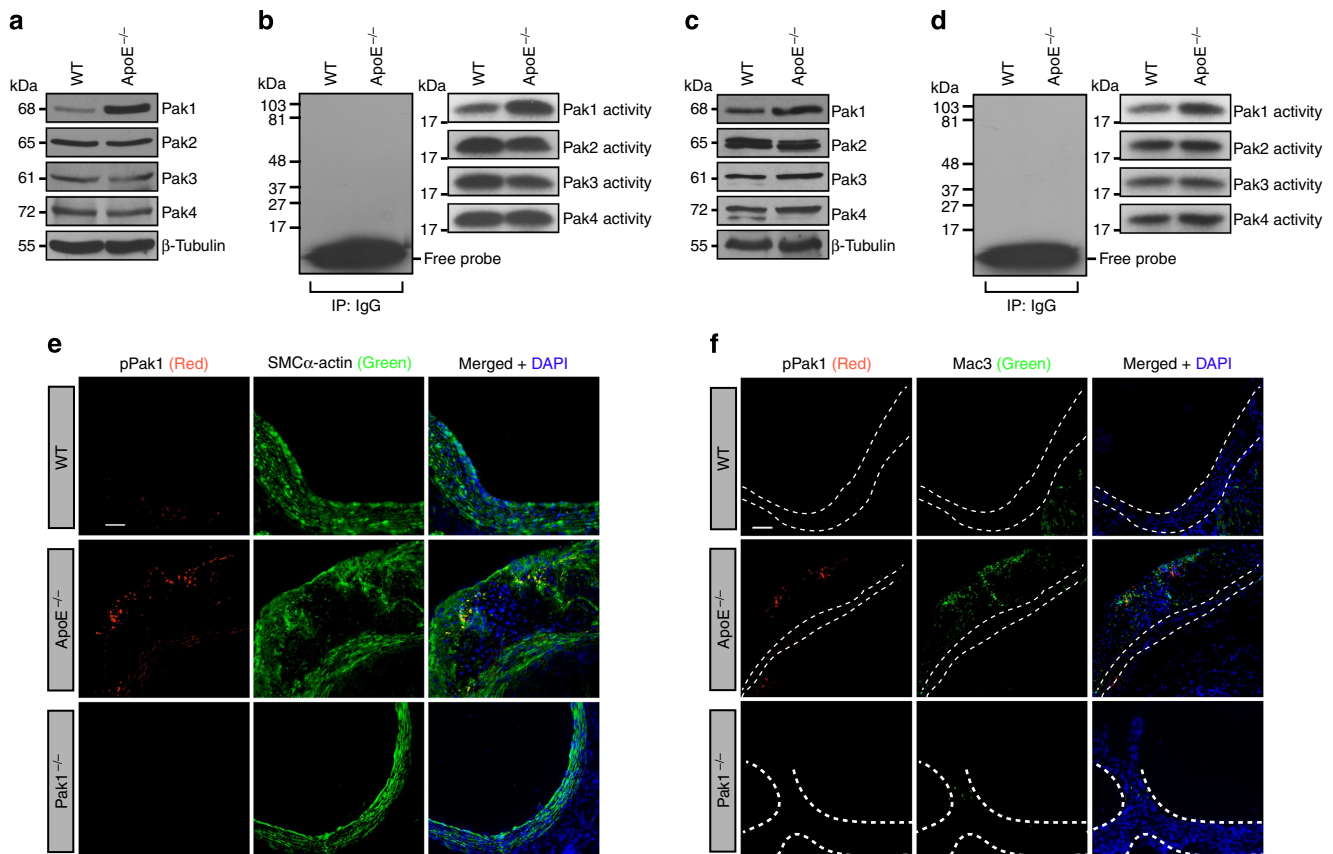 a
WT
ApoE−/−
kDa
68
Pak1
65
Pak2
61
Pak3
72
Pak4
55
β-Tubulin
b
WT
ApoE−/−
kDa
103
81
48
37
27
17
Free probe
IP: IgG
WT
ApoE−/−
kDa
17
Pak1 activity
17
Pak2 activity
17
Pak3 activity
17
Pak4 activity
c
WT
ApoE−/−
kDa
68
Pak1
65
Pak2
61
Pak3
72
Pak4
55
β-Tubulin
d
WT
ApoE−/−
kDa
103
81
48
37
27
17
Free probe
IP: IgG
WT
ApoE−/−
kDa
17
Pak1 activity
17
Pak2 activity
17
Pak3 activity
17
Pak4 activity
e
pPak1 (Red)
SMCα-actin (Green)
Merged + DAPI
WT
ApoE−/−
Pak1−/−
f
pPak1 (Red)
Mac3 (Green)
Merged + DAPI
WT
ApoE−/−
Pak1−/−